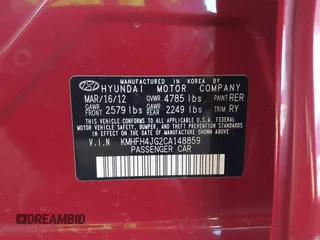 MANUFACTURED IN KOREA BY
HYUNDAI MOTOR COMPANY
MAR/16/12 GVWR 4785 lbs PAINT RER
GAWR FRONT 2579 lbs GAWR REAR 2249 lbs TRIM RY
THIS VEHICLE CONFORMS TO ALL APPLICABLE
U.S. FEDERAL MOTOR VEHICLE SAFETY, BUMPER,
AND THEFT PREVENTION STANDARDS IN EFFECT
ON THE DATE OF MANUFACTURE SHOWN ABOVE.
V.I.N KMHFH4JG2CA148859
PASSENGER CAR
DREAMBID